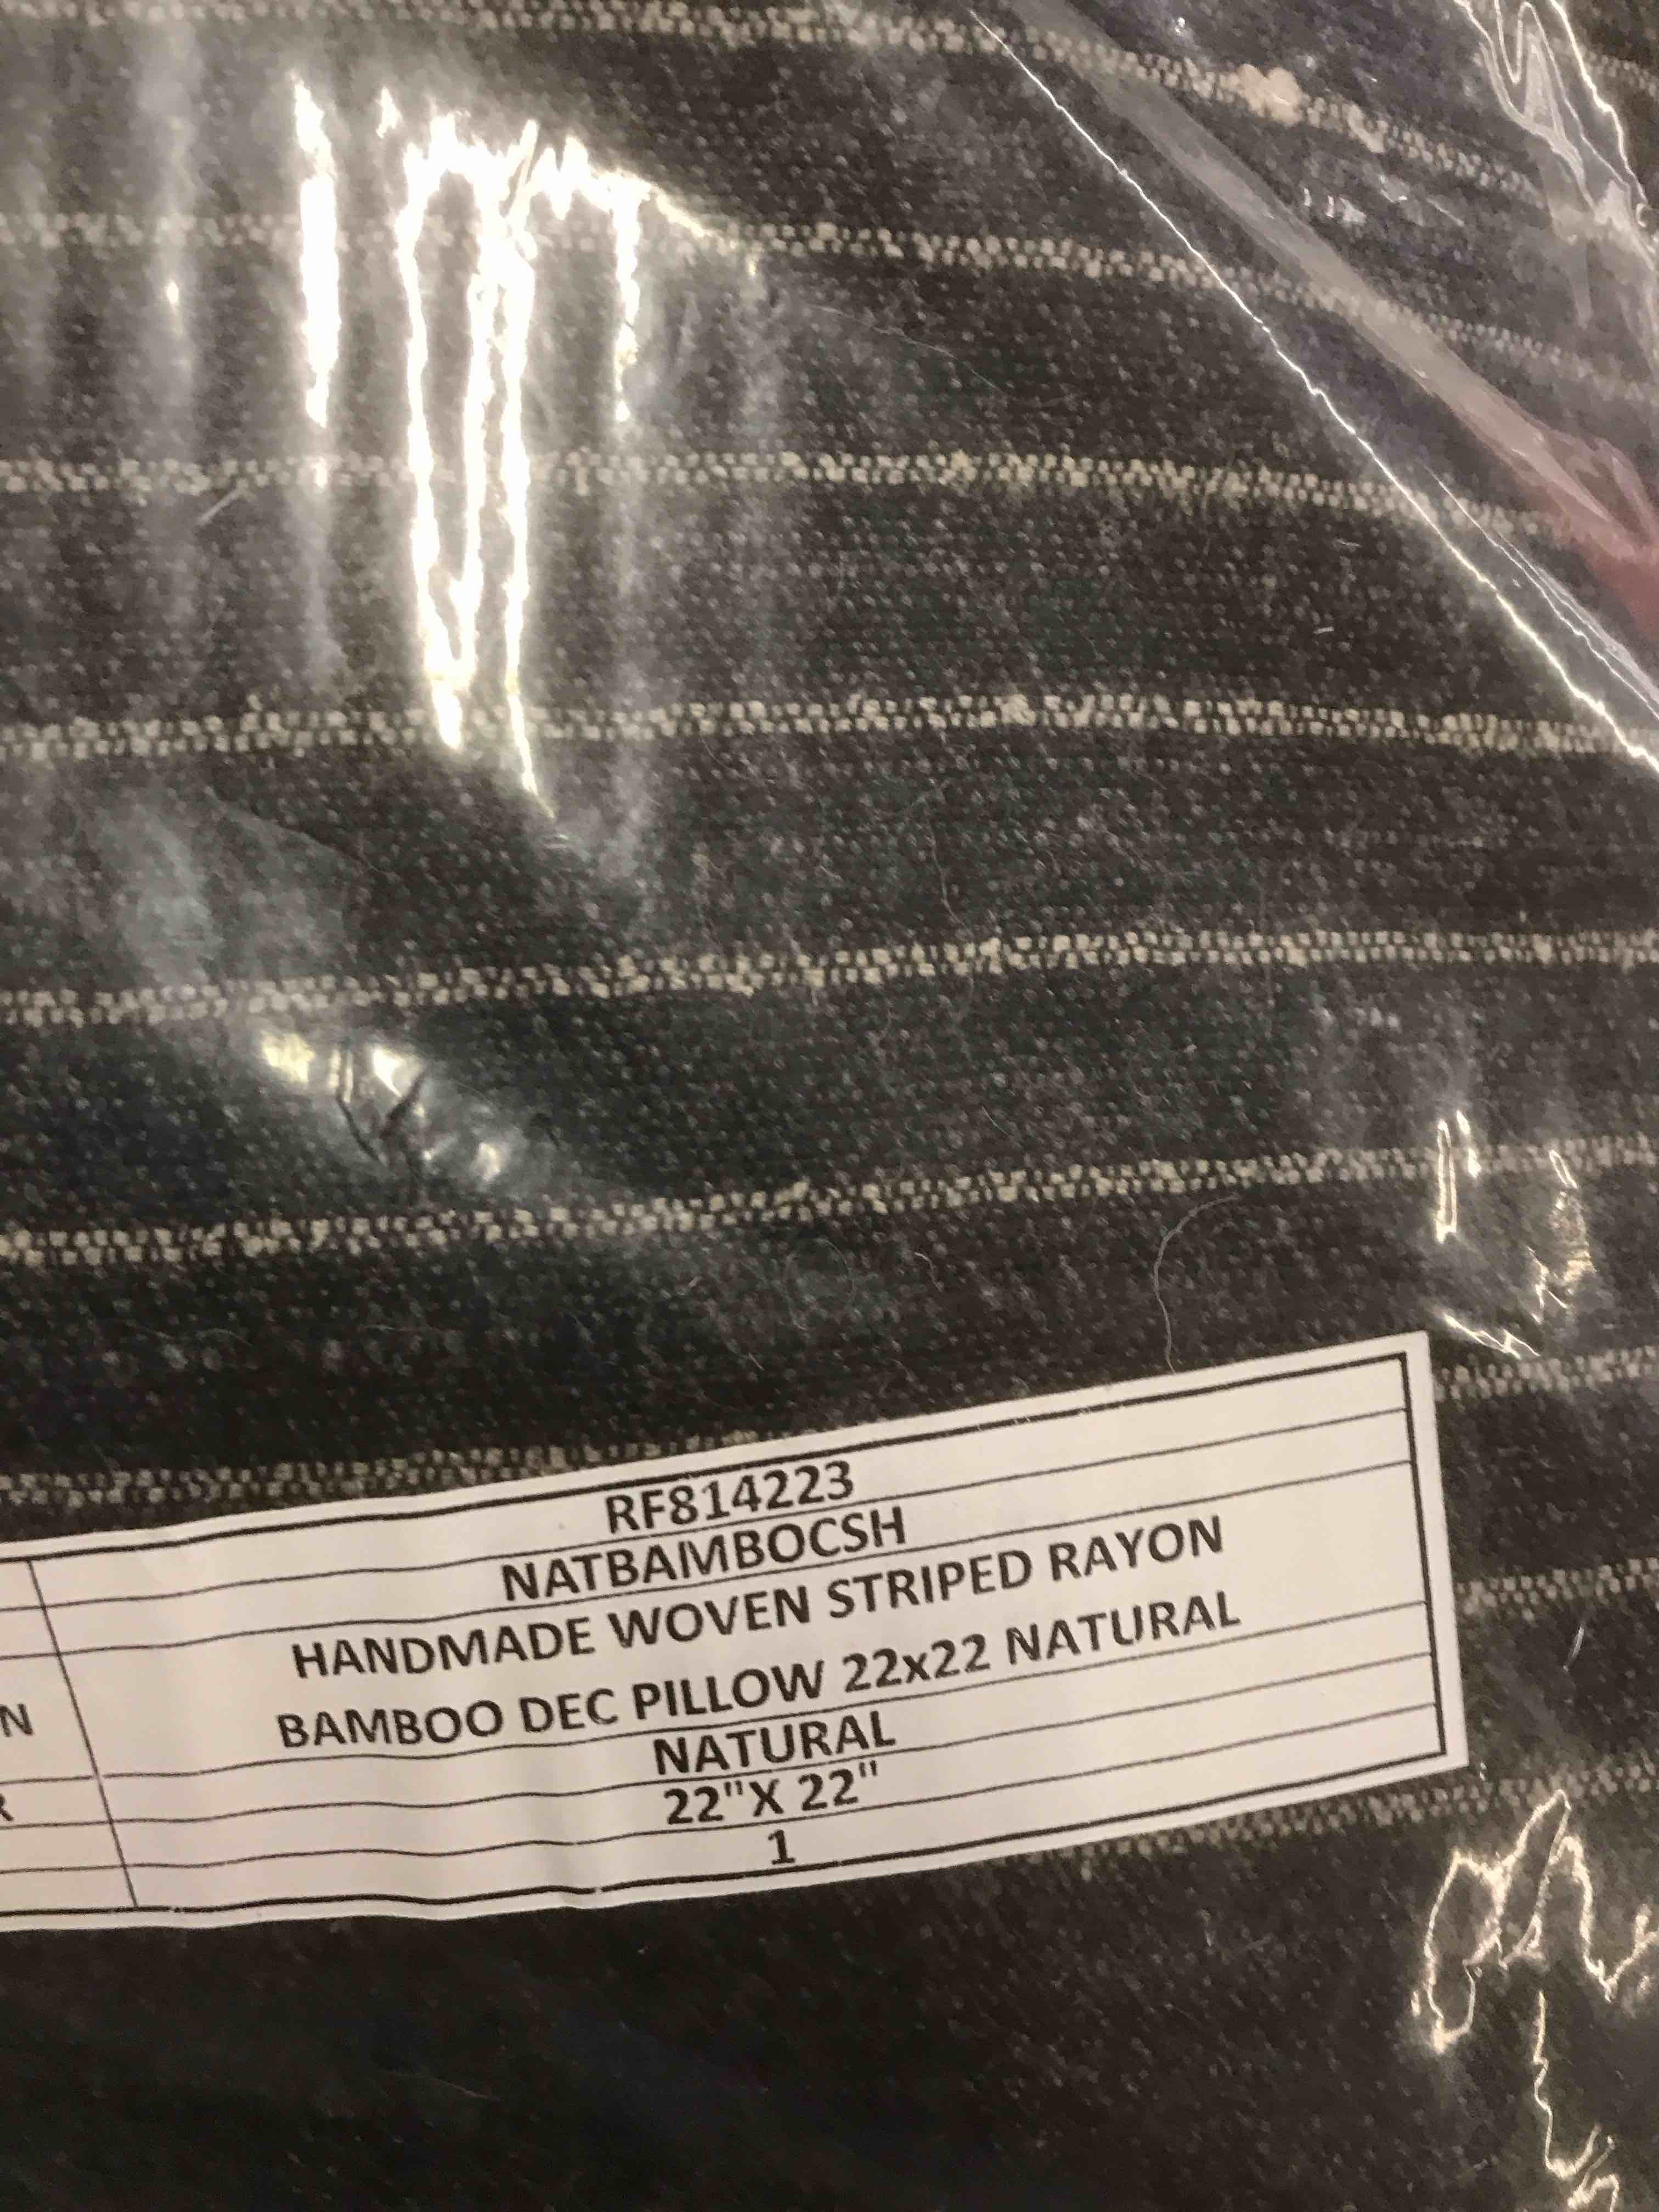 RF814223
NATBAMBOCSH
HANDMADE WOVEN STRIPED RAYON
N BAMBOO DEC PILLOW 22x22 NATURAL
R NATURAL
22"X 22"
1